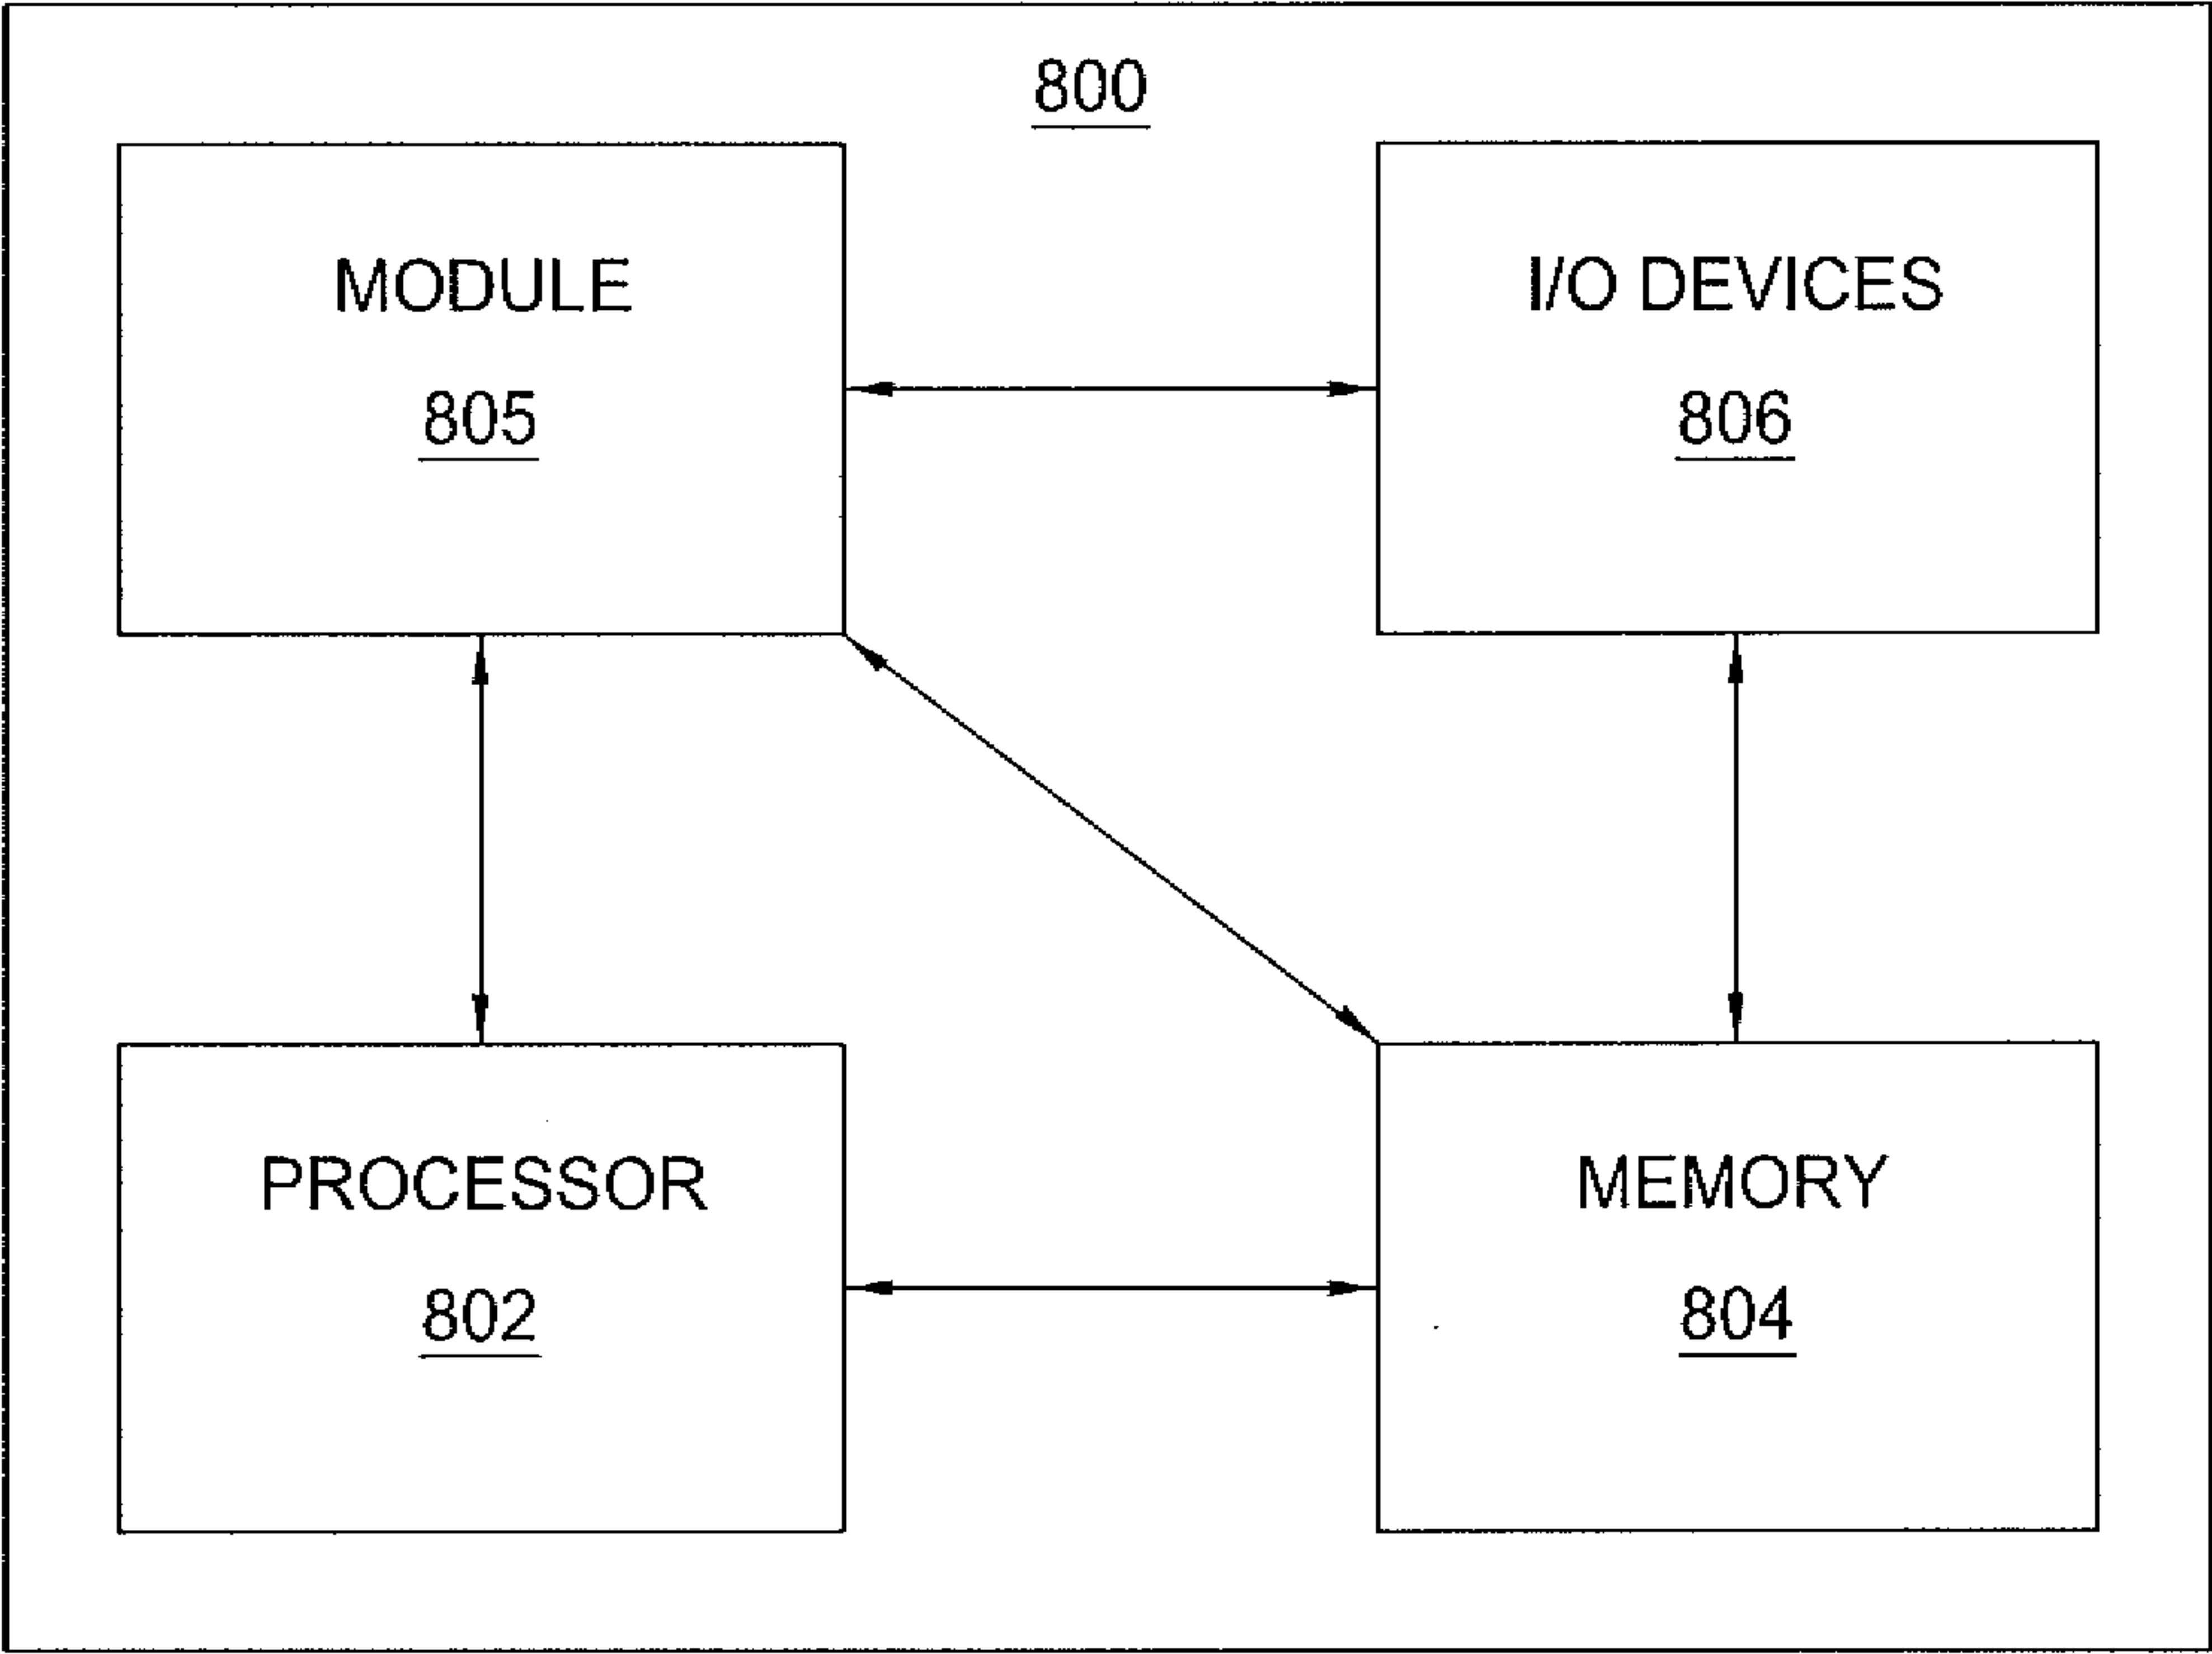 800
MODULE
805
I/O DEVICES
806
PROCESSOR
802
MEMORY
804